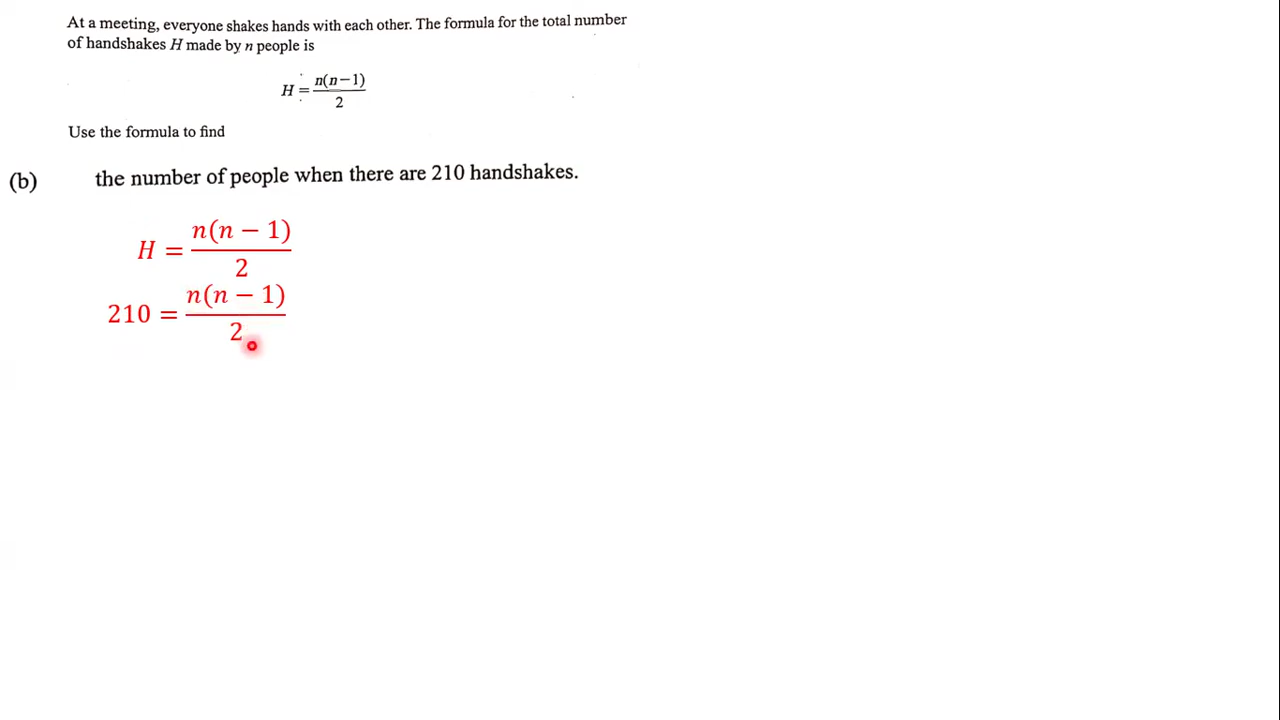 At a meeting, everyone shakes hands with each other. The formula for the total number
of handshakes H made by n people is
H = n(n−1)/2
Use the formula to find
(b) the number of people when there are 210 handshakes.
H = n(n − 1)/2
210 = n(n − 1)/2